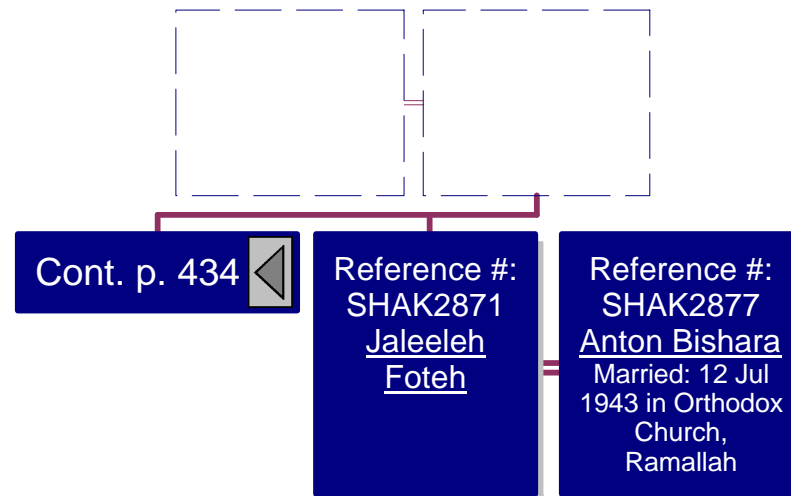 Cont. p. 434
Reference #:
SHAK2871
Jaleeleh
Foteh
Reference #:
SHAK2877
Anton Bishara
Married: 12 Jul
1943 in Orthodox
Church,
Ramallah